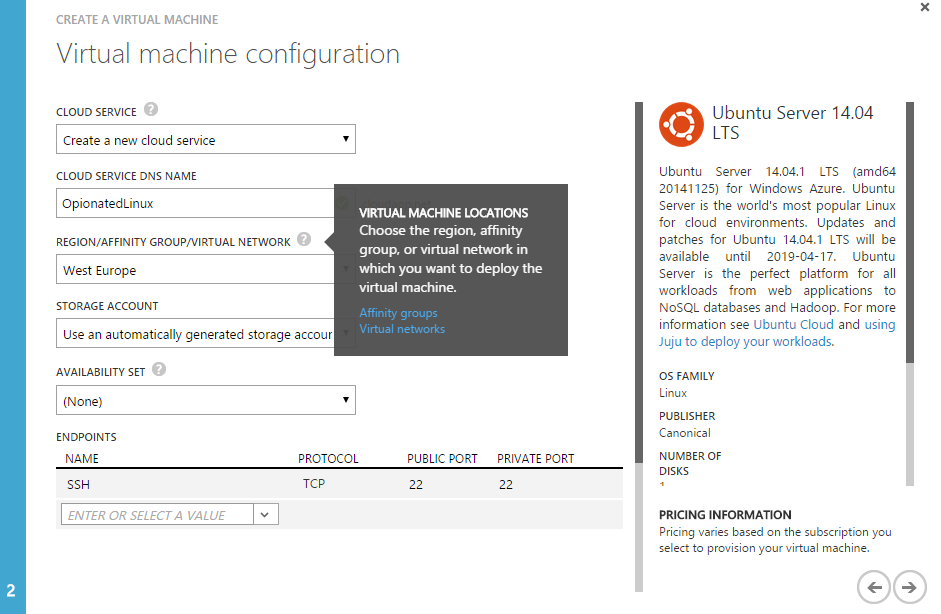 CREATE A VIRTUAL MACHINE
Virtual machine configuration
CLOUD SERVICE ?
Create a new cloud service
CLOUD SERVICE DNS NAME
OpionatedLinux
REGION/AFFINITY GROUP/VIRTUAL NETWORK ?
West Europe
STORAGE ACCOUNT
Use an automatically generated storage accour
AVAILABILITY SET ?
(None)
ENDPOINTS
NAME PROTOCOL PUBLIC PORT PRIVATE PORT
SSH TCP 22 22
ENTER OR SELECT A VALUE
VIRTUAL MACHINE LOCATIONS
Choose the region, affinity
group, or virtual network in
which you want to deploy the
virtual machine.
Affinity groups
Virtual networks
Ubuntu Server 14.04
LTS
Ubuntu Server 14.04.1 LTS (amd64
20141125) for Windows Azure. Ubuntu
Server is the world's most popular Linux
for cloud environments. Updates and
patches for Ubuntu 14.04.1 LTS will be
available until 2019-04-17. Ubuntu
Server is the perfect platform for all
workloads from web applications to
NoSQL databases and Hadoop. For more
information see Ubuntu Cloud and using
Juju to deploy your workloads.
OS FAMILY
Linux
PUBLISHER
Canonical
NUMBER OF
DISKS
PRICING INFORMATION
Pricing varies based on the subscription you
select to provision your virtual machine.
2